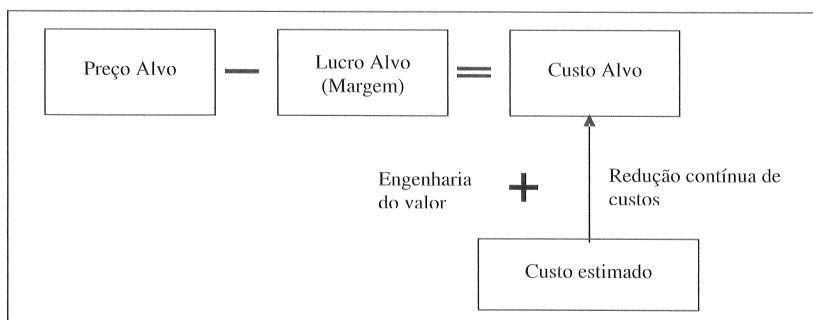 Preço Alvo
Lucro Alvo
(Margem)
Custo Alvo
Engenharia
do valor
Redução contínua de
custos
Custo estimado